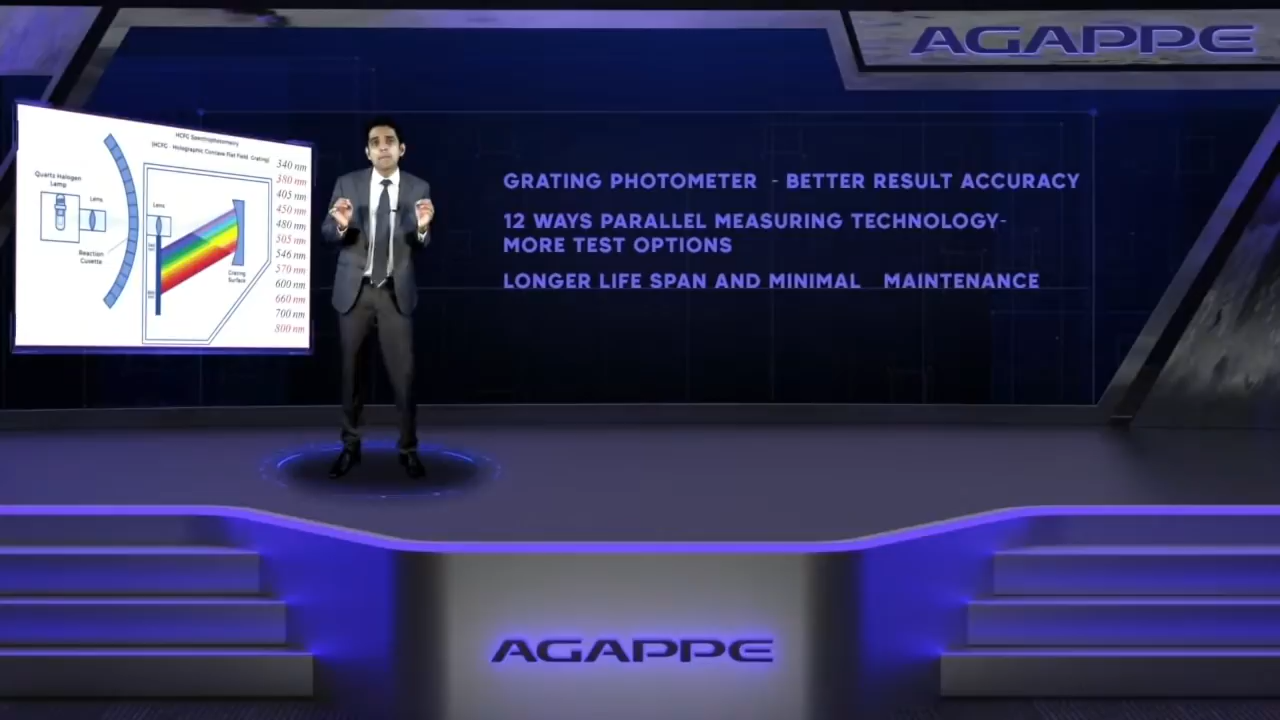 AGAPPE
HCFG Spectrophotometry
(HCFG - Holographic Concave Flat Field Grating)
Quarts Halogen
Lamp
Lens
Reaction
Cuvette
Lens
Grating
Surface
340 nm
380 nm
405 nm
450 nm
480 nm
505 nm
546 nm
570 nm
600 nm
660 nm
700 nm
800 nm
GRATING PHOTOMETER - BETTER RESULT ACCURACY
12 WAYS PARALLEL MEASURING TECHNOLOGY-
MORE TEST OPTIONS
LONGER LIFE SPAN AND MINIMAL MAINTENANCE
AGAPPE